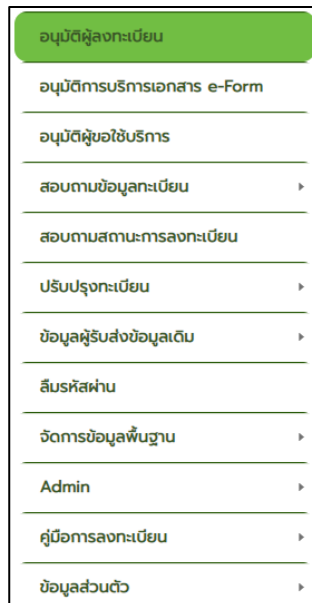 อนุมัติผู้ลงทะเบียน
อนุมัติการบริการเอกสาร e-Form
อนุมัติผู้ขอใช้บริการ
สอบถามข้อมูลทะเบียน
สอบถามสถานะการลงทะเบียน
ปรับปรุงทะเบียน
ข้อมูลผู้รับส่งข้อมูลเดิม
ลืมรหัสผ่าน
จัดการข้อมูลพื้นฐาน
Admin
คู่มือการลงทะเบียน
ข้อมูลส่วนตัว